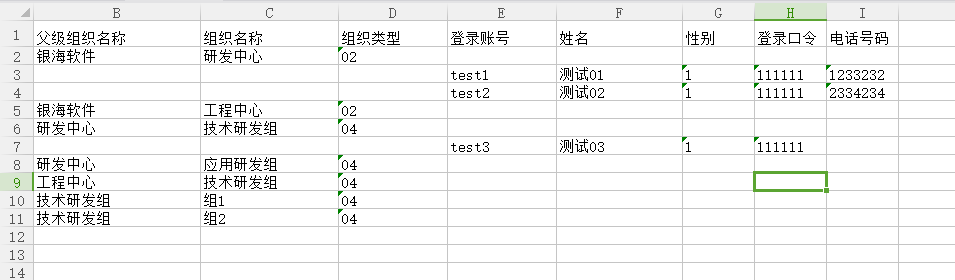 B C D E F G H I
1 父级组织名称 组织名称 组织类型 登录账号 姓名 性别 登录口令 电话号码
2 银海软件 研发中心 02
3 test1 测试01 1 111111 1233232
4 test2 测试02 1 111111 2334234
5 银海软件 工程中心 02
6 研发中心 技术研发组 04
7 test3 测试03 1 111111
8 研发中心 应用研发组 04
9 工程中心 技术研发组 04
10 技术研发组 组1 04
11 技术研发组 组2 04
12
13
14